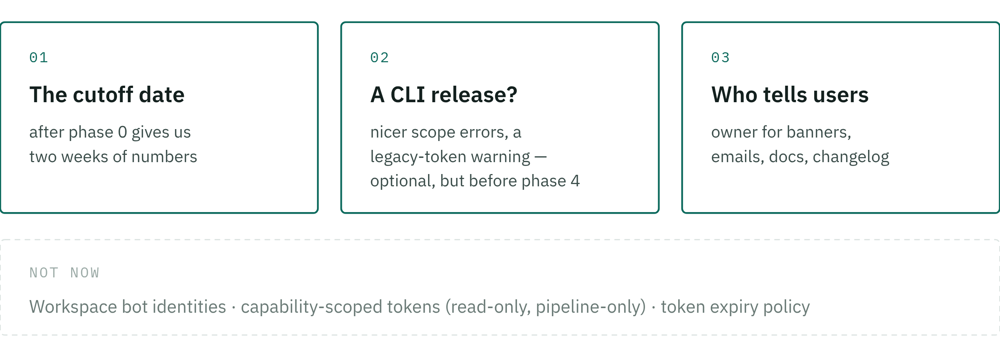 01
The cutoff date
after phase 0 gives us
two weeks of numbers
02
A CLI release?
nicer scope errors, a
legacy-token warning —
optional, but before phase 4
03
Who tells users
owner for banners,
emails, docs, changelog
NOT NOW
Workspace bot identities · capability-scoped tokens (read-only, pipeline-only) · token expiry policy